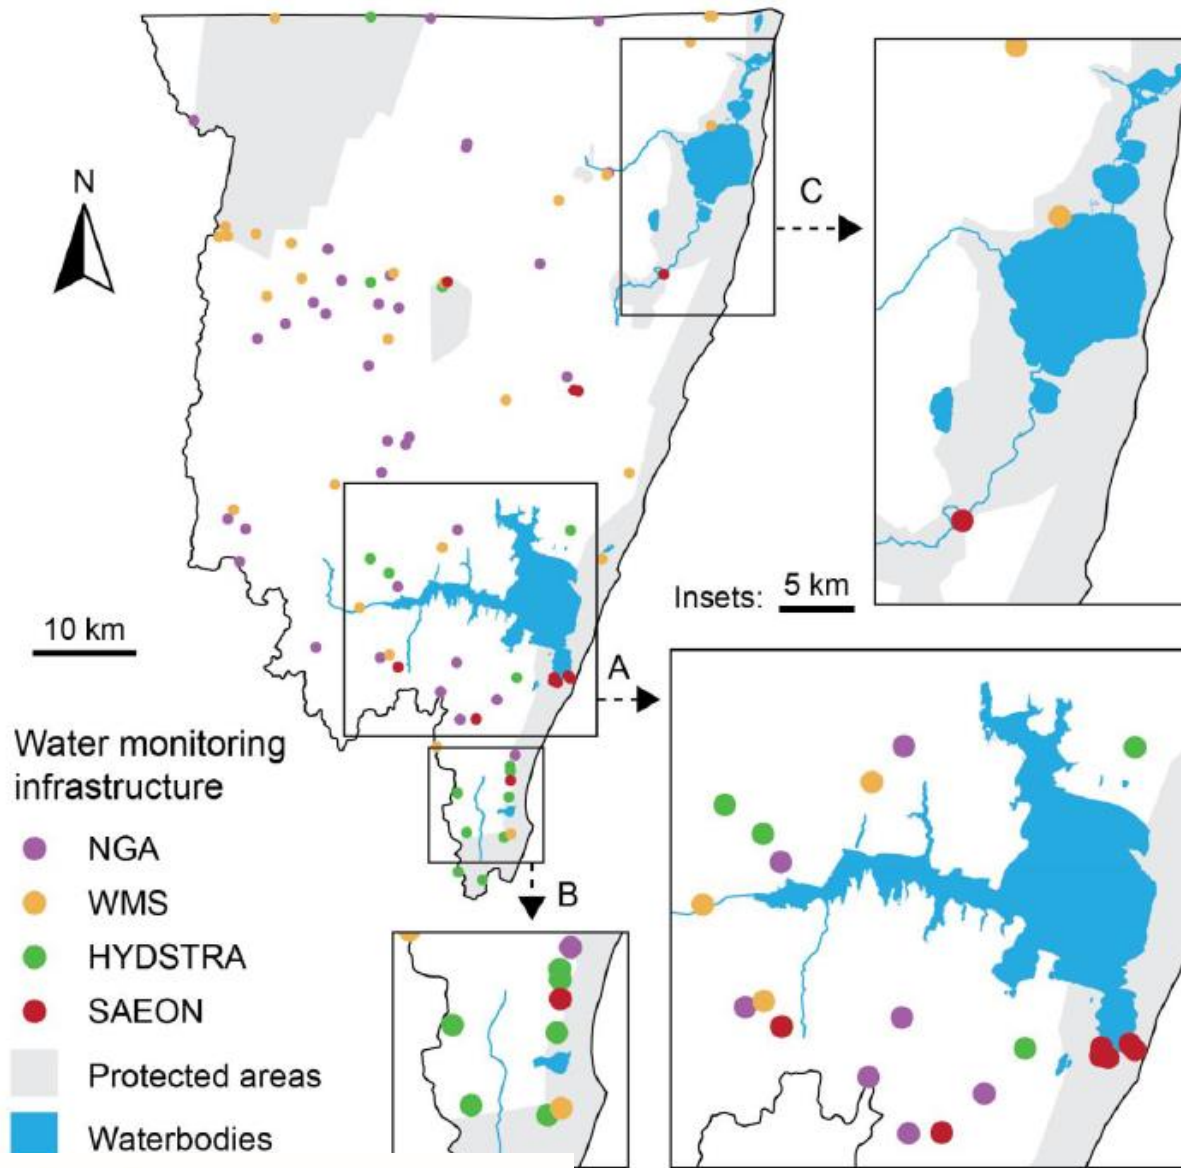 N
C
Insets: 5 km
10 km
A
Water monitoring
infrastructure
NGA
B
WMS
HYDSTRA
SAEON
Protected areas
Waterbodies